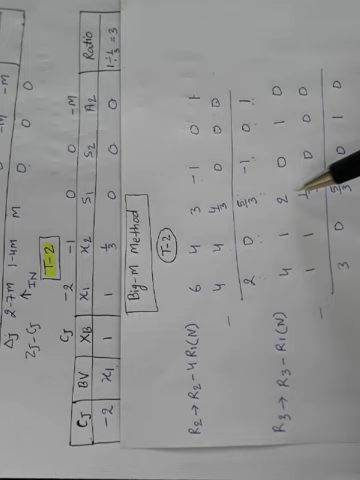 Δj 2-7M 1-4M M 0 0 0
Zj-Cj ↑IN
T-2
Cj -2 -1 0 0 -M
Cj BV XB x1 x2 S1 S2 A2 Ratio
-2 x1 1 1 1/3 0 0 0 1÷1/3=3
Big-M Method
T-2
R2→R2-4R1(N) 6 4 3 -1 0 1
- 4 4 4/3 0 0 0
2 0 5/3 -1 0 1
R3→R3-R1(N) 4 1 2 0 1 0
- 1 1 0 0
3 0 5/3 0 1 0